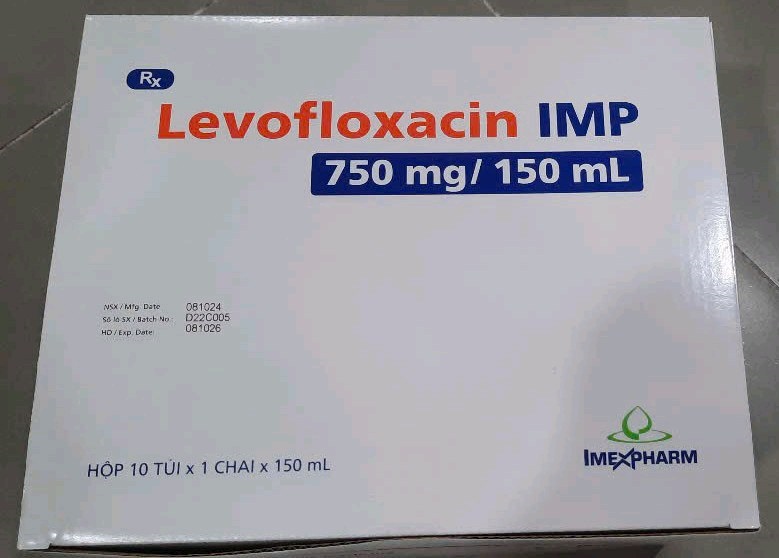 Rx
Levofloxacin IMP
750 mg/ 150 mL
NSX / Mfg. Date 081024
Số lô SX / Batch No.: D22C005
HD / Exp. Date: 081026
HỘP 10 TÚI x 1 CHAI x 150 mL
IMEXPHARM